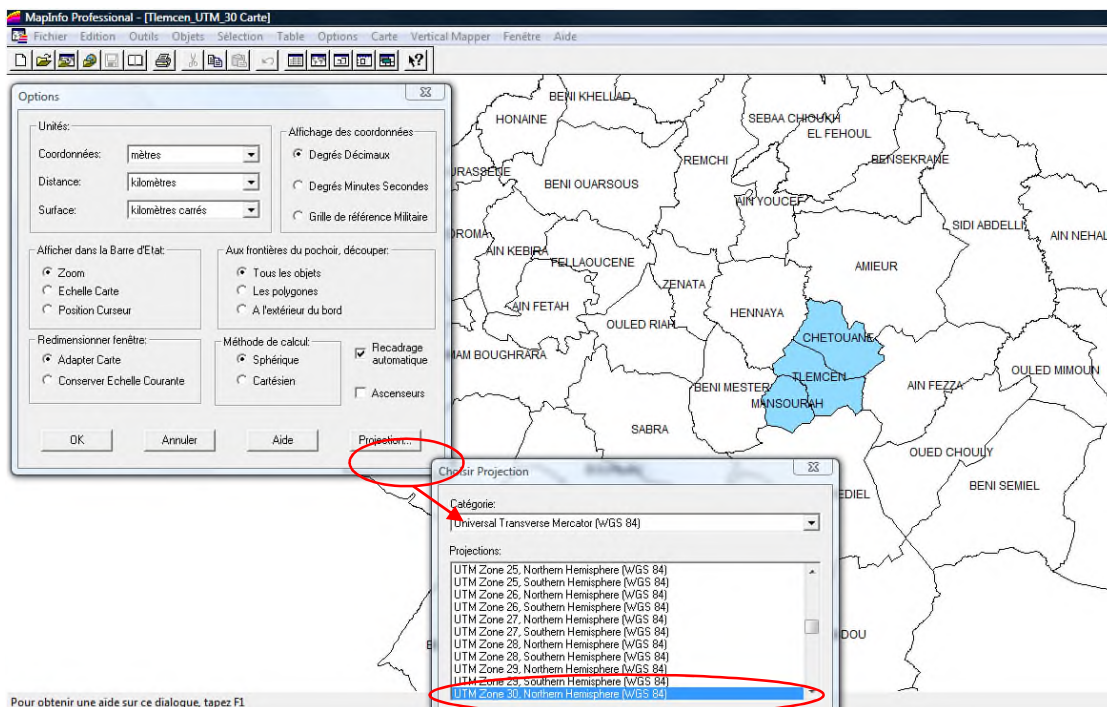 MapInfo Professional - [Tlemcen_UTM_30 Carte]
Fichier Edition Outils Objets Sélection Table Options Carte Vertical Mapper Fenêtre Aide
Options
Unités:
Coordonnées: mètres
Distance: kilomètres
Surface: kilomètres carrés
Affichage des coordonnées
Degrés Décimaux
Degrés Minutes Secondes
Grille de référence Militaire
Afficher dans la Barre d'Etat:
Zoom
Echelle Carte
Position Curseur
Aux frontières du pochoir, découper:
Tous les objets
Les polygones
A l'extérieur du bord
Redimensionner fenêtre:
Adapter Carte
Conserver Echelle Courante
Méthode de calcul:
Sphérique
Cartésien
Recadrage
automatique
Ascenseurs
OK Annuler Aide Projection...
BENI KHELLAD
HONAINE
SEBAA CHIOUKH
EL FEHOUL
REMCHI
BENSEKRANE
BENI OUARSOUS
AIN YOUCEF
SIDI ABDELLI
AIN NEHAL
AIN KEBIRA
FELLAOUCENE
AMIEUR
ZENATA
AIN FETAH
HENNAYA
OULED RIAH
CHETOUANE
AM BOUGHRARA
OULED MIMOUN
TLEMCEN
BENI MESTER
AIN FEZZA
MANSOURAH
SABRA
OUED CHOULY
BENI SEMIEL
EDIEL
DOU
Choisir Projection
Catégorie:
Universal Transverse Mercator (WGS 84)
Projections:
UTM Zone 25, Northern Hemisphere (WGS 84)
UTM Zone 25, Southern Hemisphere (WGS 84)
UTM Zone 26, Northern Hemisphere (WGS 84)
UTM Zone 26, Southern Hemisphere (WGS 84)
UTM Zone 27, Northern Hemisphere (WGS 84)
UTM Zone 27, Southern Hemisphere (WGS 84)
UTM Zone 28, Northern Hemisphere (WGS 84)
UTM Zone 28, Southern Hemisphere (WGS 84)
UTM Zone 29, Northern Hemisphere (WGS 84)
UTM Zone 29, Southern Hemisphere (WGS 84)
UTM Zone 30, Northern Hemisphere (WGS 84)
Pour obtenir une aide sur ce dialogue, tapez F1